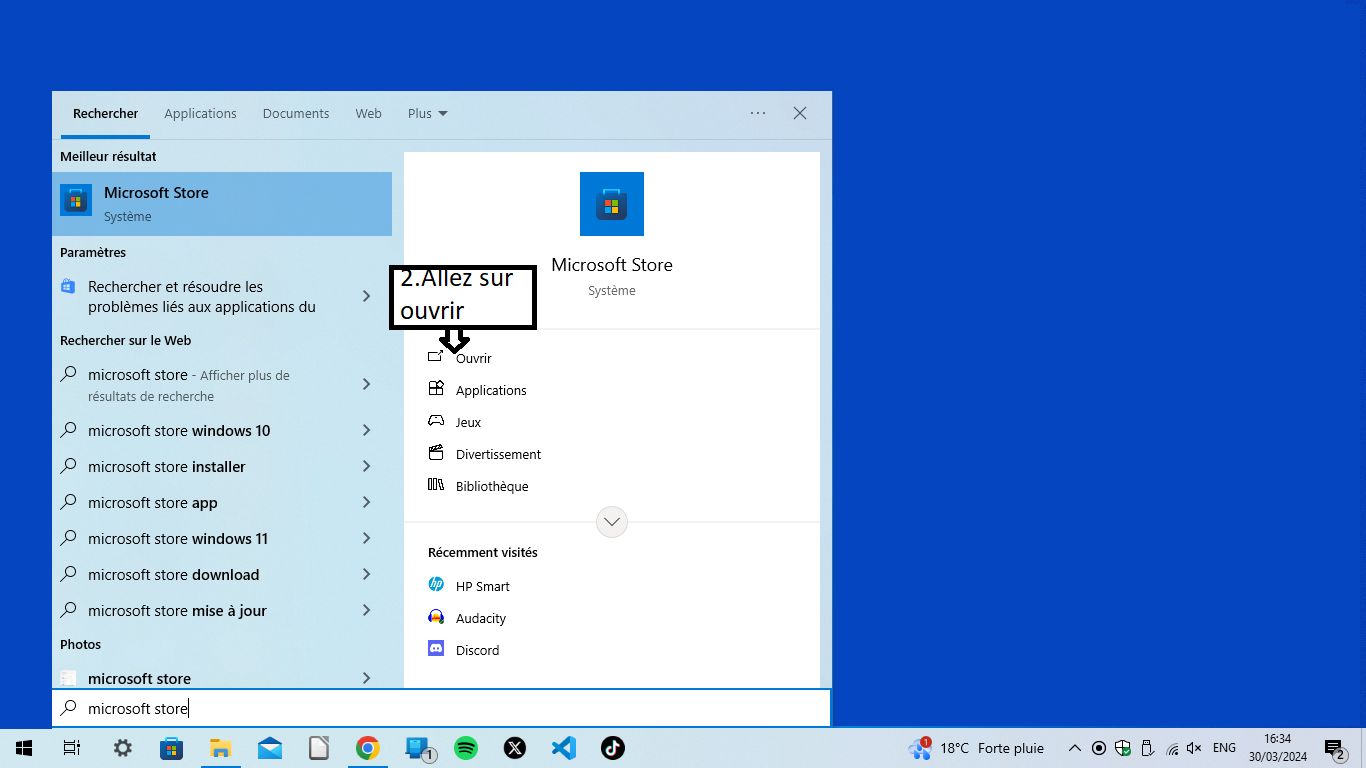 Rechercher Applications Documents Web Plus ···
Meilleur résultat
Microsoft Store
Système
Paramètres
Rechercher et résoudre les
problèmes liés aux applications du
Rechercher sur le Web
microsoft store - Afficher plus de
résultats de recherche
microsoft store windows 10
microsoft store installer
microsoft store app
microsoft store windows 11
microsoft store download
microsoft store mise à jour
Photos
microsoft store
Microsoft Store
Système
2.Allez sur
ouvrir
Ouvrir
Applications
Jeux
Divertissement
Bibliothèque
Récemment visités
HP Smart
Audacity
Discord
microsoft store
1
1
18°C Forte pluie
ENG
16:34
30/03/2024
2